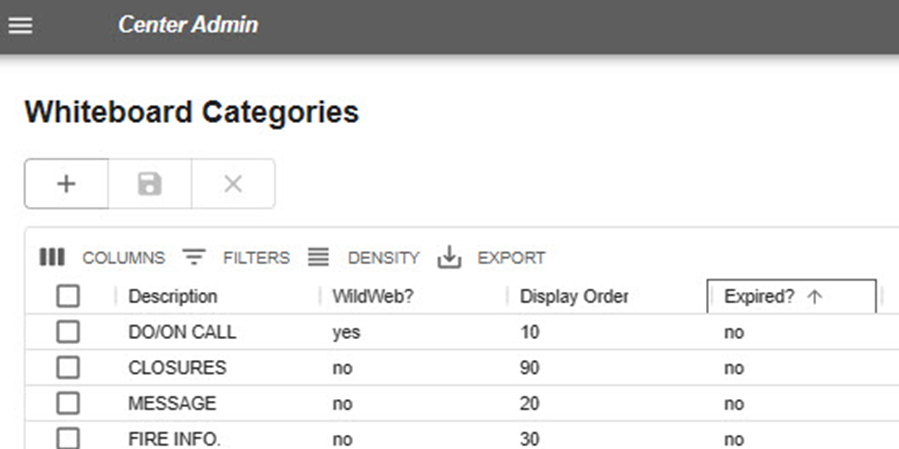 Center Admin
Whiteboard Categories
COLUMNS FILTERS DENSITY EXPORT
Description WildWeb? Display Order Expired?
DO/ON CALL yes 10 no
CLOSURES no 90 no
MESSAGE no 20 no
FIRE INFO. no 30 no